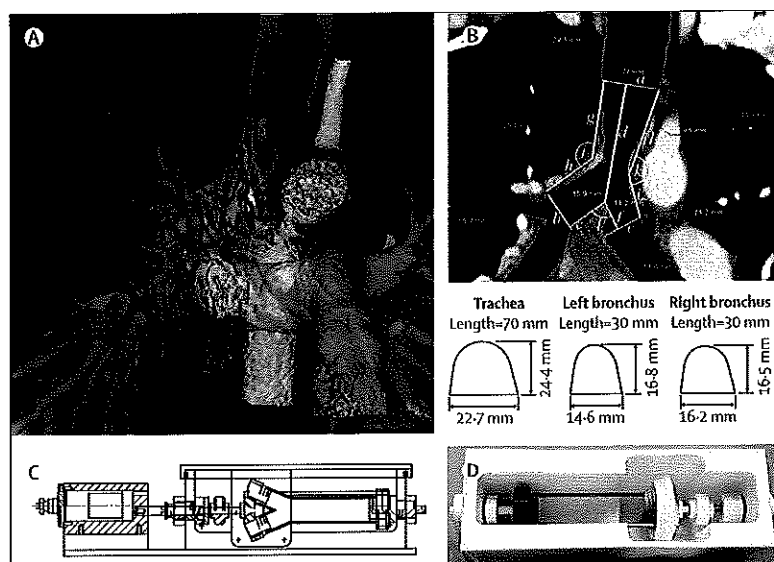 A
B
a
g
d
h
i
k
f
Trachea
Length=70 mm
24·4 mm
22·7 mm
Left bronchus
Length=30 mm
16·8 mm
14·6 mm
Right bronchus
Length=30 mm
16·5 mm
16·2 mm
C
D